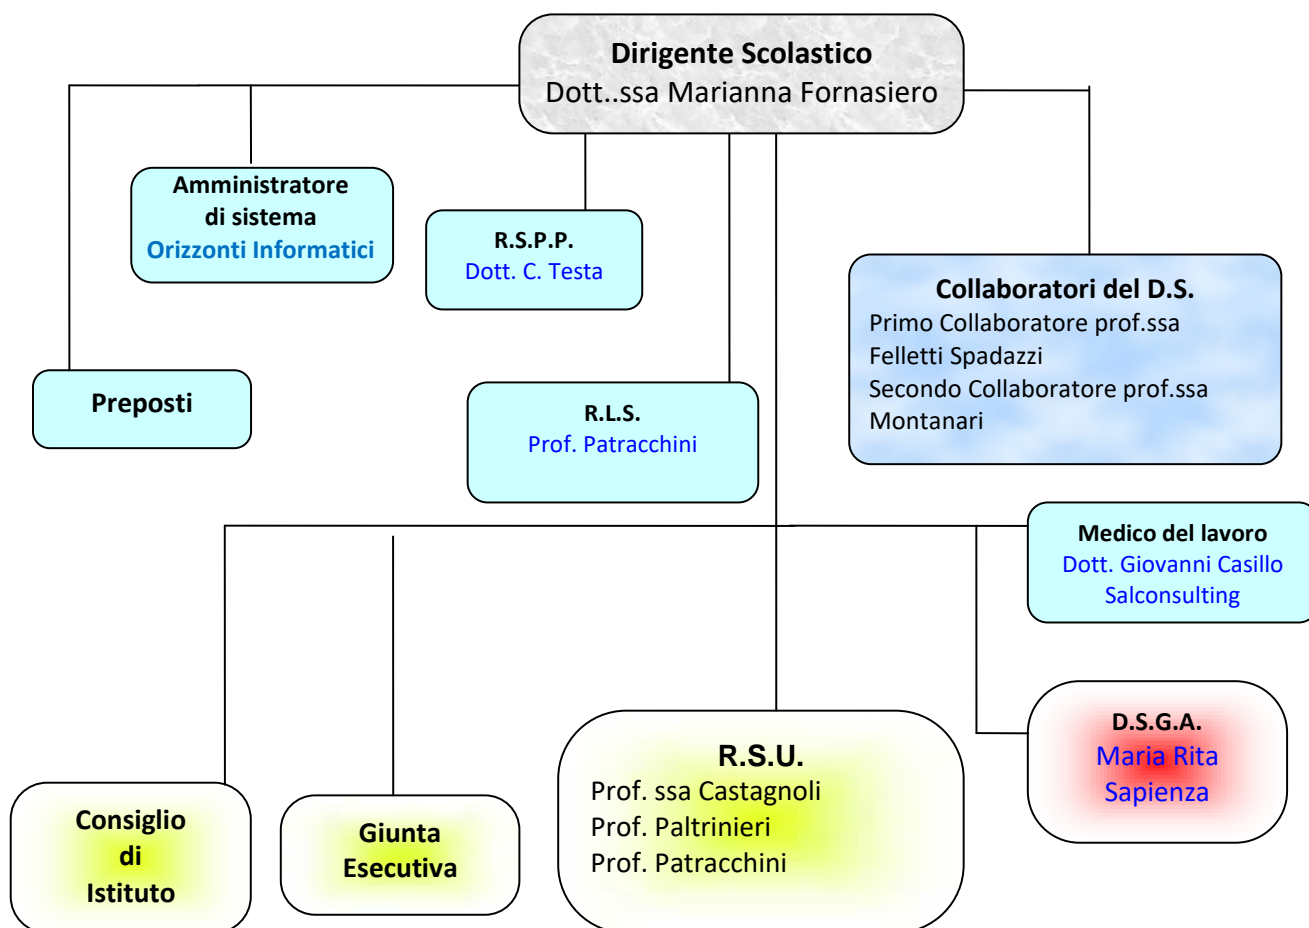 Dirigente Scolastico
Dott..ssa Marianna Fornasiero
Amministratore
di sistema
Orizzonti Informatici
R.S.P.P.
Dott. C. Testa
Collaboratori del D.S.
Primo Collaboratore prof.ssa
Felletti Spadazzi
Secondo Collaboratore prof.ssa
Montanari
Preposti
R.L.S.
Prof. Patracchini
Medico del lavoro
Dott. Giovanni Casillo
Salconsulting
D.S.G.A.
Maria Rita
Sapienza
R.S.U.
Prof. ssa Castagnoli
Prof. Paltrinieri
Prof. Patracchini
Consiglio
di
Istituto
Giunta
Esecutiva